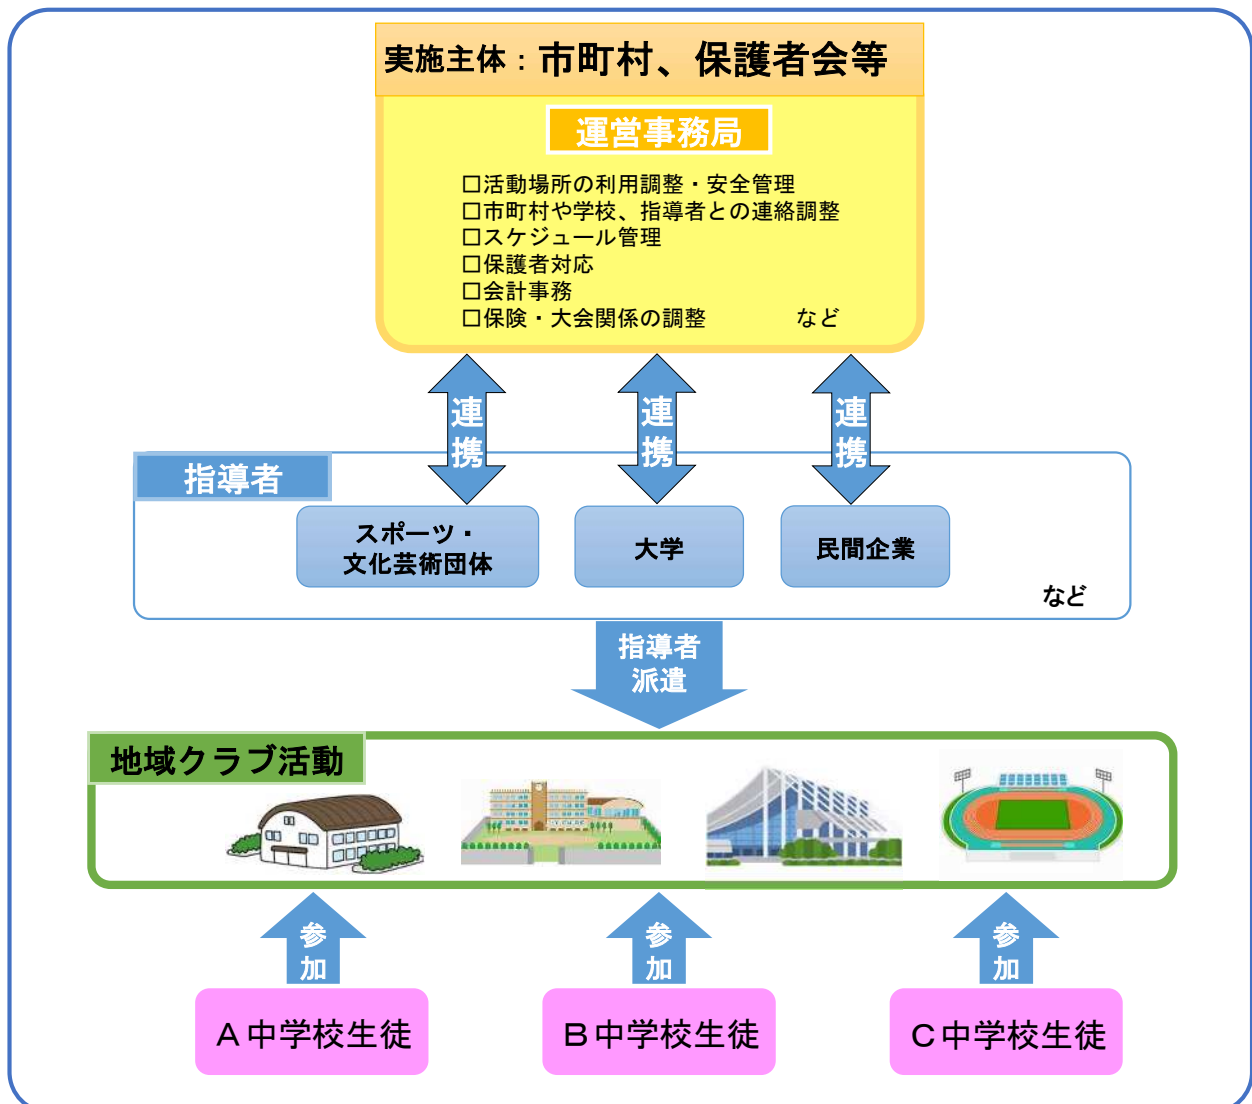 実施主体：市町村、保護者会等
運営事務局
□活動場所の利用調整・安全管理
□市町村や学校、指導者との連絡調整
□スケジュール管理
□保護者対応
□会計事務
□保険・大会関係の調整　　　　など
連携
連携
連携
指導者
スポーツ・
文化芸術団体
大学
民間企業
など
指導者
派遣
地域クラブ活動
参加
参加
参加
Ａ中学校生徒
Ｂ中学校生徒
Ｃ中学校生徒